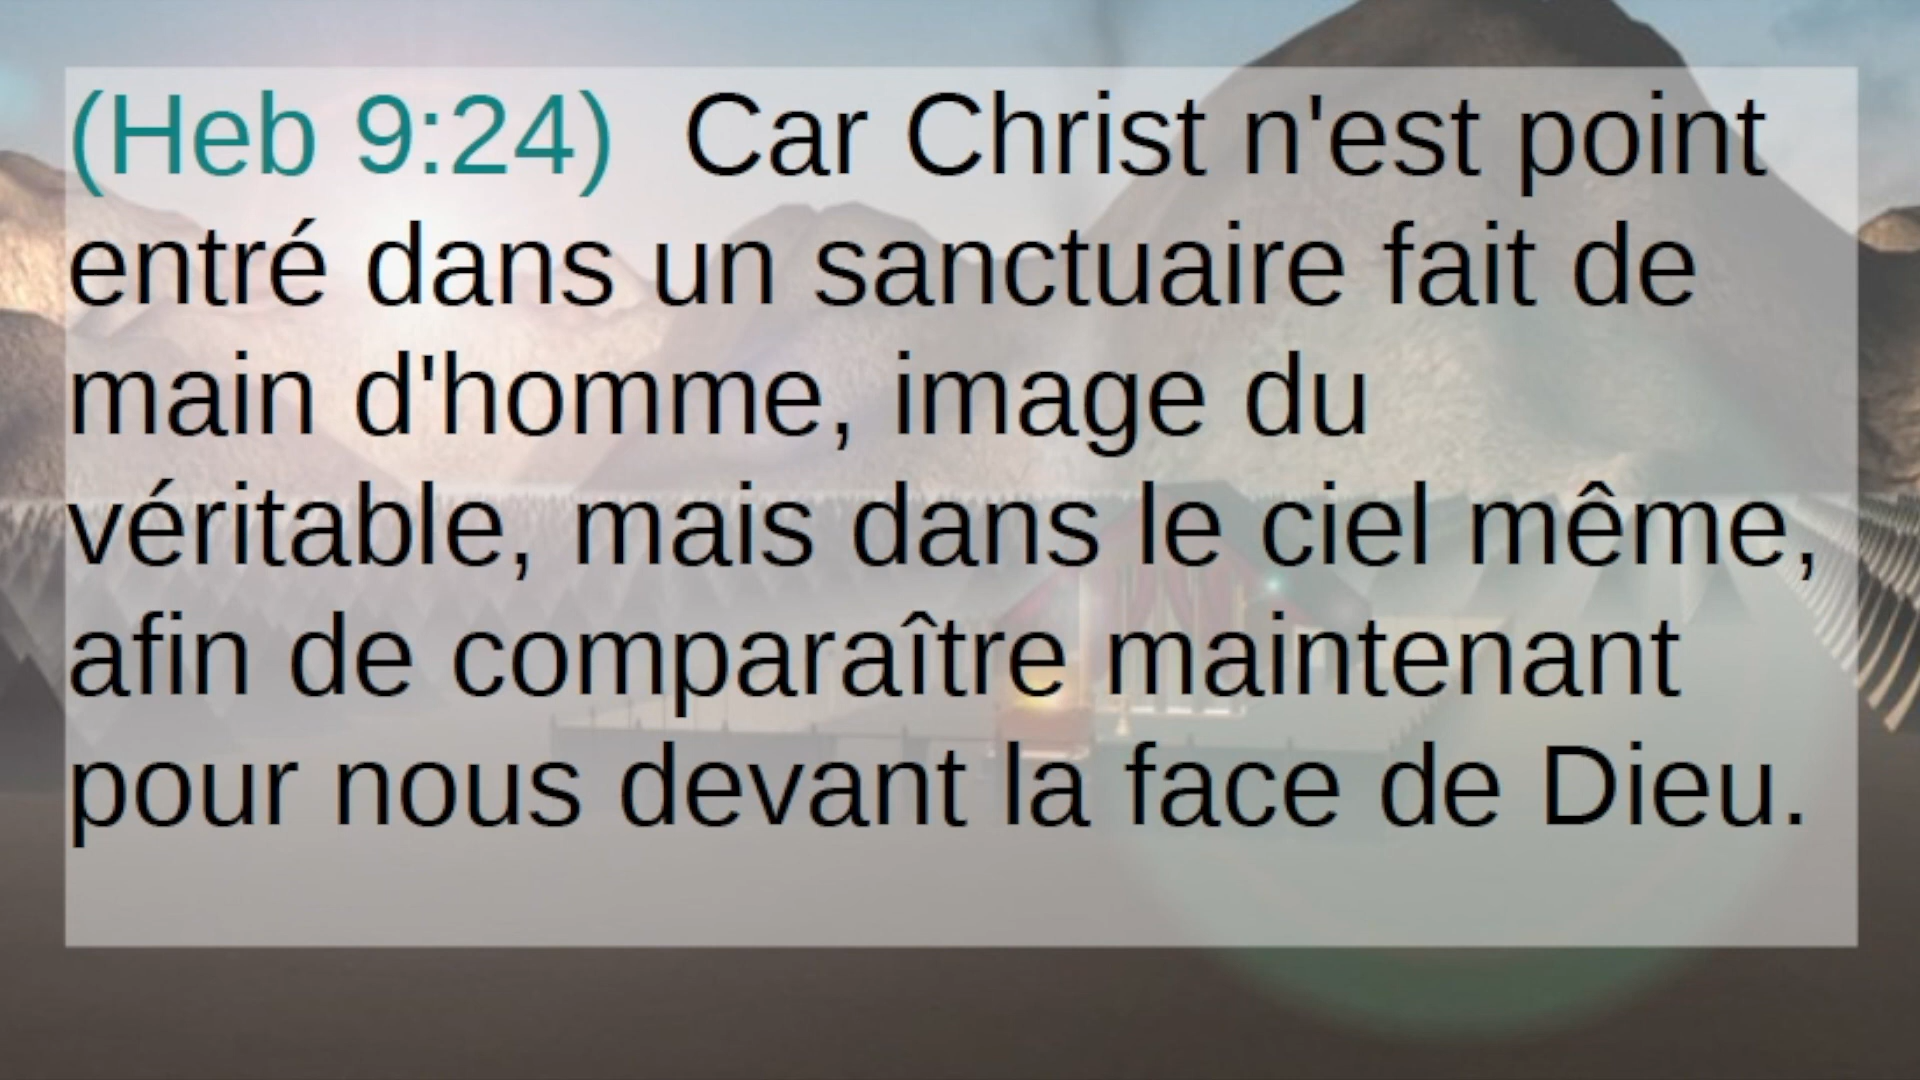 (Heb 9:24)  Car Christ n'est point
entré dans un sanctuaire fait de
main d'homme, image du
véritable, mais dans le ciel même,
afin de comparaître maintenant
pour nous devant la face de Dieu.